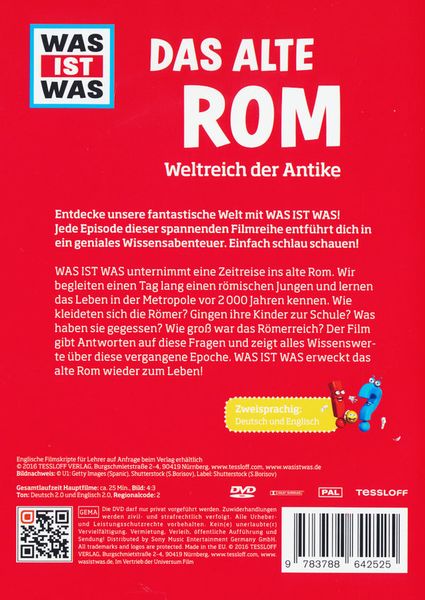 WAS
IST
WAS
DAS ALTE
ROM
Weltreich der Antike
Entdecke unsere fantastische Welt mit WAS IST WAS!
Jede Episode dieser spannenden Filmreihe entführt dich in
ein geniales Wissensabenteuer. Einfach schlau schauen!
WAS IST WAS unternimmt eine Zeitreise ins alte Rom. Wir
begleiten einen Tag lang einen römischen Jungen und lernen
das Leben in der Metropole vor 2 000 Jahren kennen. Wie
kleideten sich die Römer? Gingen ihre Kinder zur Schule? Was
haben sie gegessen? Wie groß war das Römerreich? Der Film
gibt Antworten auf diese Fragen und zeigt alles Wissenswer-
te über diese vergangene Epoche. WAS IST WAS erweckt das
alte Rom wieder zum Leben!
Zweisprachig:
Deutsch und Englisch
Englische Filmskripte für Lehrer auf Anfrage beim Verlag erhältlich
© 2016 TESSLOFF VERLAG, Burgschmietstraße 2-4, 90419 Nürnberg, www.tessloff.com, www.wasistwas.de
Bildnachweis: © U1: Getty Images (Spanic), Shutterstock (S.Borisov), Label: Shutterstock (S.Borisov)
Gesamtlaufzeit Hauptfilme: ca. 25 Min., Bild: 4:3
Ton: Deutsch 2.0 und Englisch 2.0, Regionalcode: 2
DVD
PAL
TESSLOFF
GEMA
Die DVD darf nur privat vorgeführt werden. Zuwiderhandlungen
werden zivil- und strafrechtlich verfolgt. Alle Urheber-
und Leistungsschutzrechte vorbehalten. Kein(e) unerlaubte(r)
Vervielfältigung, Vermietung, Verleih, öffentliche Aufführung und
Sendung! Distributed by Sony Music Entertainment Germany GmbH.
All trademarks and logos are protected. Made in the EU. © 2016 TESSLOFF
VERLAG, Burgschmietstraße 2-4, 90419 Nürnberg, www.tessloff.com, www.
wasistwas.de, Im Vertrieb der Universum Film
9 783788 642525